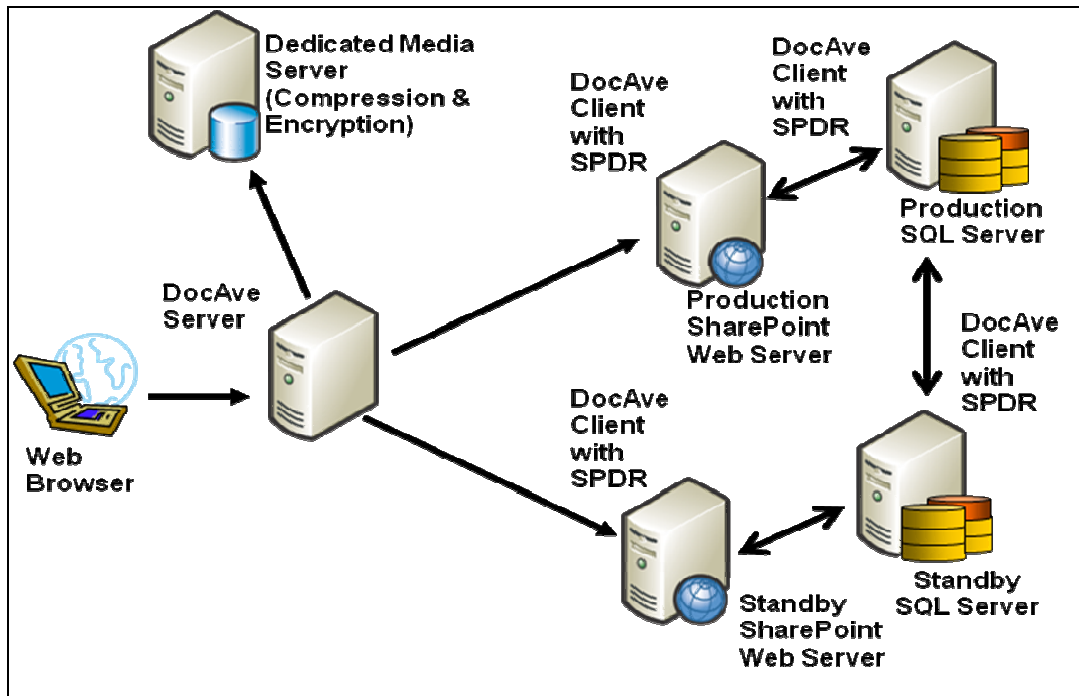 Dedicated Media
Server
(Compression &
Encryption)
DocAve
Client
with
SPDR
DocAve
Client
with
SPDR
Production
SQL Server
DocAve
Server
Production
SharePoint
Web Server
DocAve
Client
with
SPDR
Web
Browser
DocAve
Client
with
SPDR
Standby
SQL Server
Standby
SharePoint
Web Server